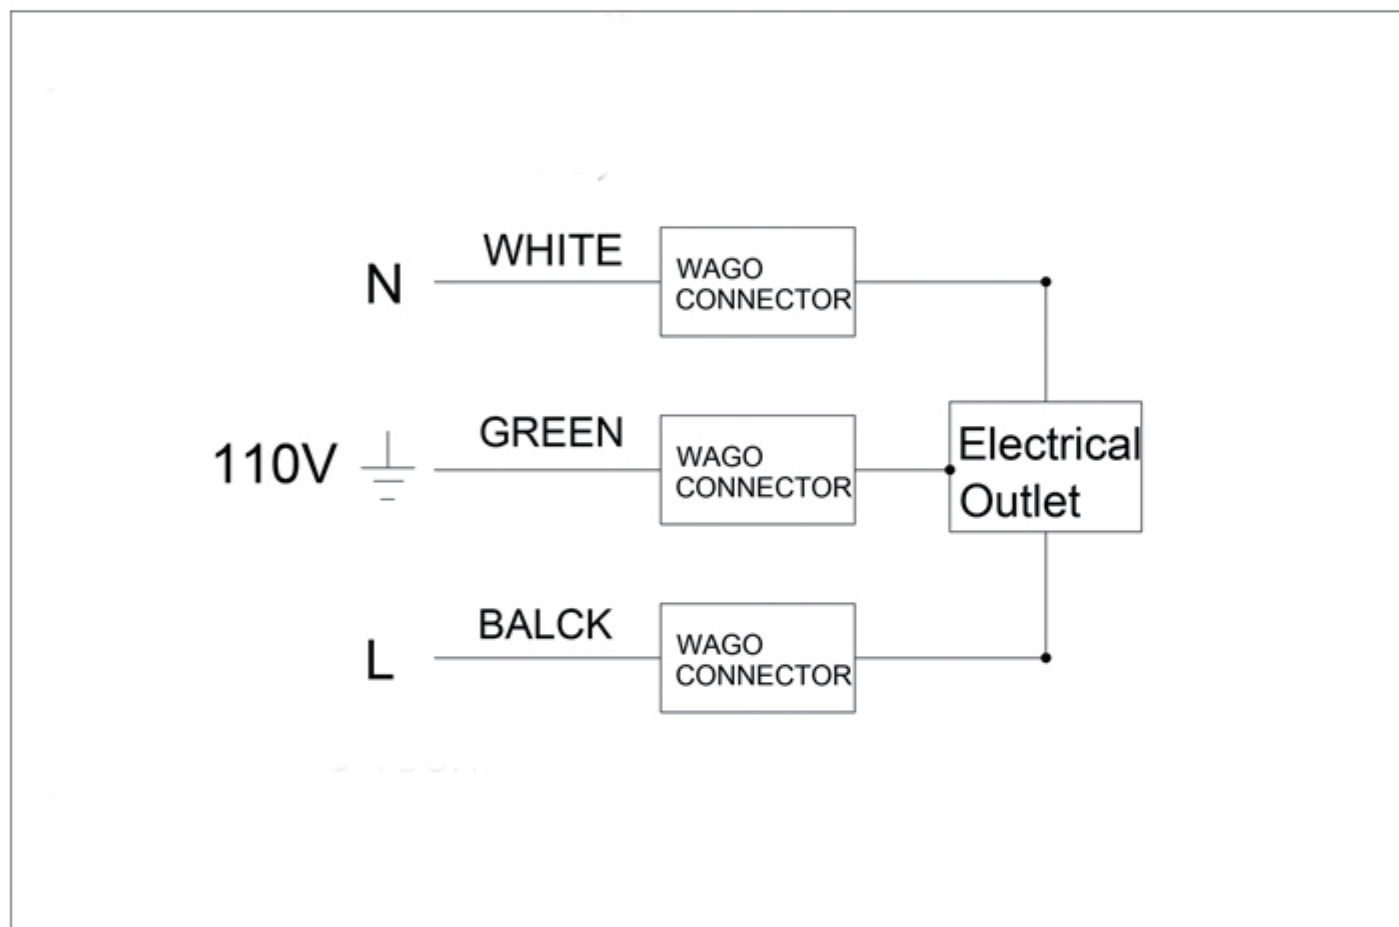 N
WHITE
WAGO
CONNECTOR
110V
GREEN
WAGO
CONNECTOR
Electrical
Outlet
L
BALCK
WAGO
CONNECTOR